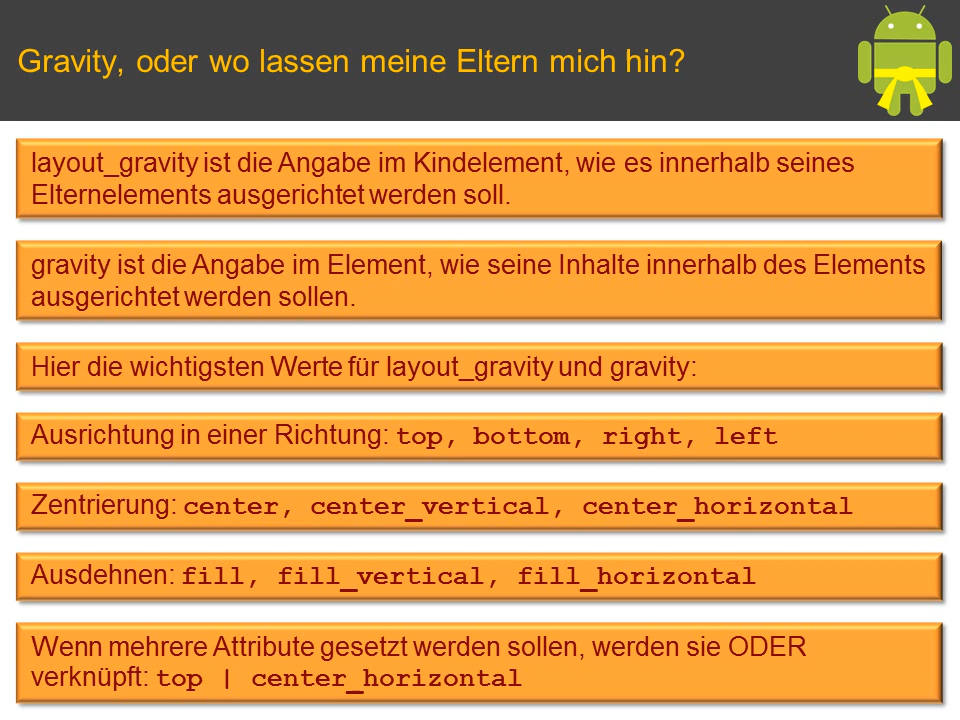 Gravity, oder wo lassen meine Eltern mich hin?
layout_gravity ist die Angabe im Kindelement, wie es innerhalb seines
Elternelements ausgerichtet werden soll.
gravity ist die Angabe im Element, wie seine Inhalte innerhalb des Elements
ausgerichtet werden sollen.
Hier die wichtigsten Werte für layout_gravity und gravity:
Ausrichtung in einer Richtung: top, bottom, right, left
Zentrierung: center, center_vertical, center_horizontal
Ausdehnen: fill, fill_vertical, fill_horizontal
Wenn mehrere Attribute gesetzt werden sollen, werden sie ODER
verknüpft: top | center_horizontal